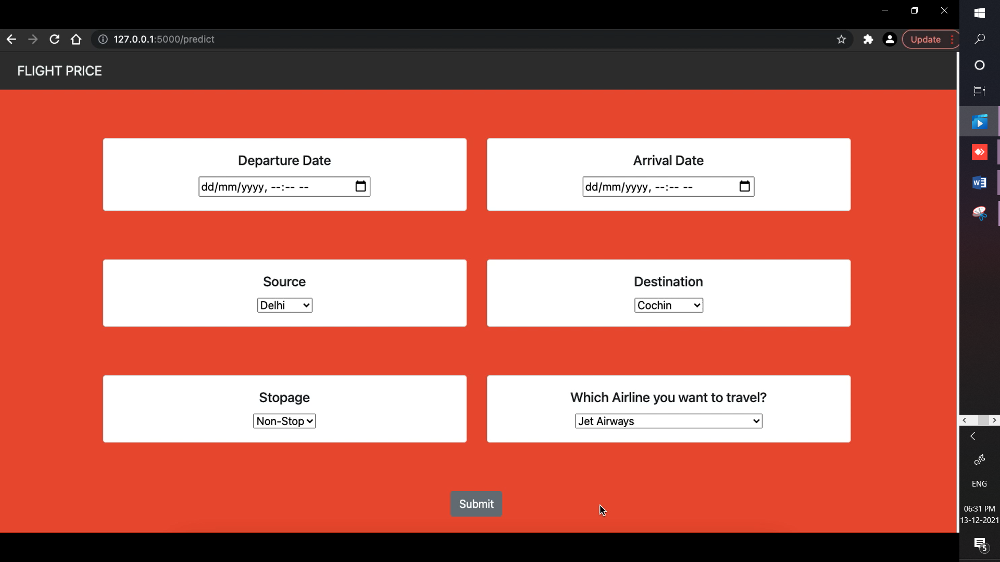 127.0.0.1:5000/predict
Update
FLIGHT PRICE
Departure Date
Arrival Date
dd/mm/yyyy, --:-- --
dd/mm/yyyy, --:-- --
Source
Destination
Delhi
Cochin
Stopage
Which Airline you want to travel?
Non-Stop
Jet Airways
Submit
W
ENG
06:31 PM
13-12-2021
5